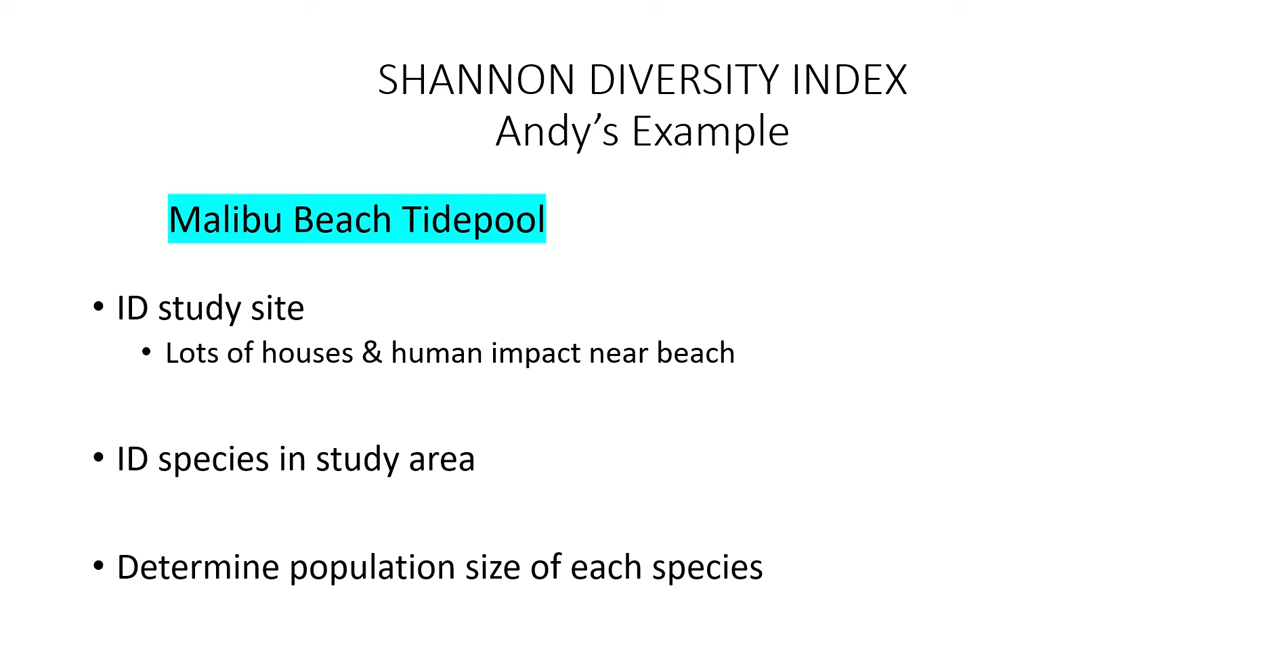 SHANNON DIVERSITY INDEX
Andy’s Example
Malibu Beach Tidepool
• ID study site
• Lots of houses & human impact near beach
• ID species in study area
• Determine population size of each species